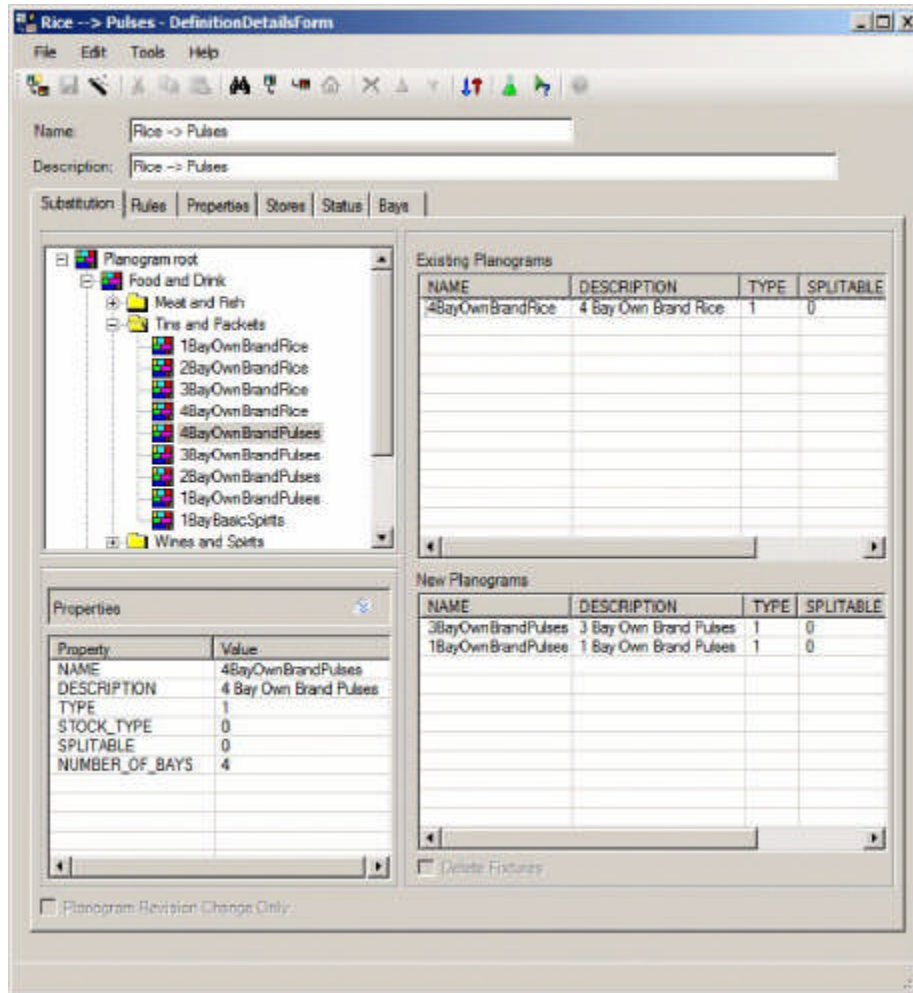 Rice --> Pulses - DefinitionDetailsForm
File Edit Tools Help
Name: Rice -> Pulses
Description: Rice -> Pulses
Substitution Rules Properties Stores Status Bays
Planogram root
Food and Drink
Meat and Fish
Tins and Packets
1BayOwnBrandRice
2BayOwnBrandRice
3BayOwnBrandRice
4BayOwnBrandRice
4BayOwnBrandPulses
3BayOwnBrandPulses
2BayOwnBrandPulses
1BayOwnBrandPulses
1BayBasicSpirits
Wines and Spirits
Existing Planograms
NAME DESCRIPTION TYPE SPLITABLE
4BayOwnBrandRice 4 Bay Own Brand Rice 1 0
Properties
Property Value
NAME 4BayOwnBrandPulses
DESCRIPTION 4 Bay Own Brand Pulses
TYPE 1
STOCK_TYPE 0
SPLITABLE 0
NUMBER_OF_BAYS 4
New Planograms
NAME DESCRIPTION TYPE SPLITABLE
3BayOwnBrandPulses 3 Bay Own Brand Pulses 1 0
1BayOwnBrandPulses 1 Bay Own Brand Pulses 1 0
Delete Fixtures
Planogram Revision Change Only